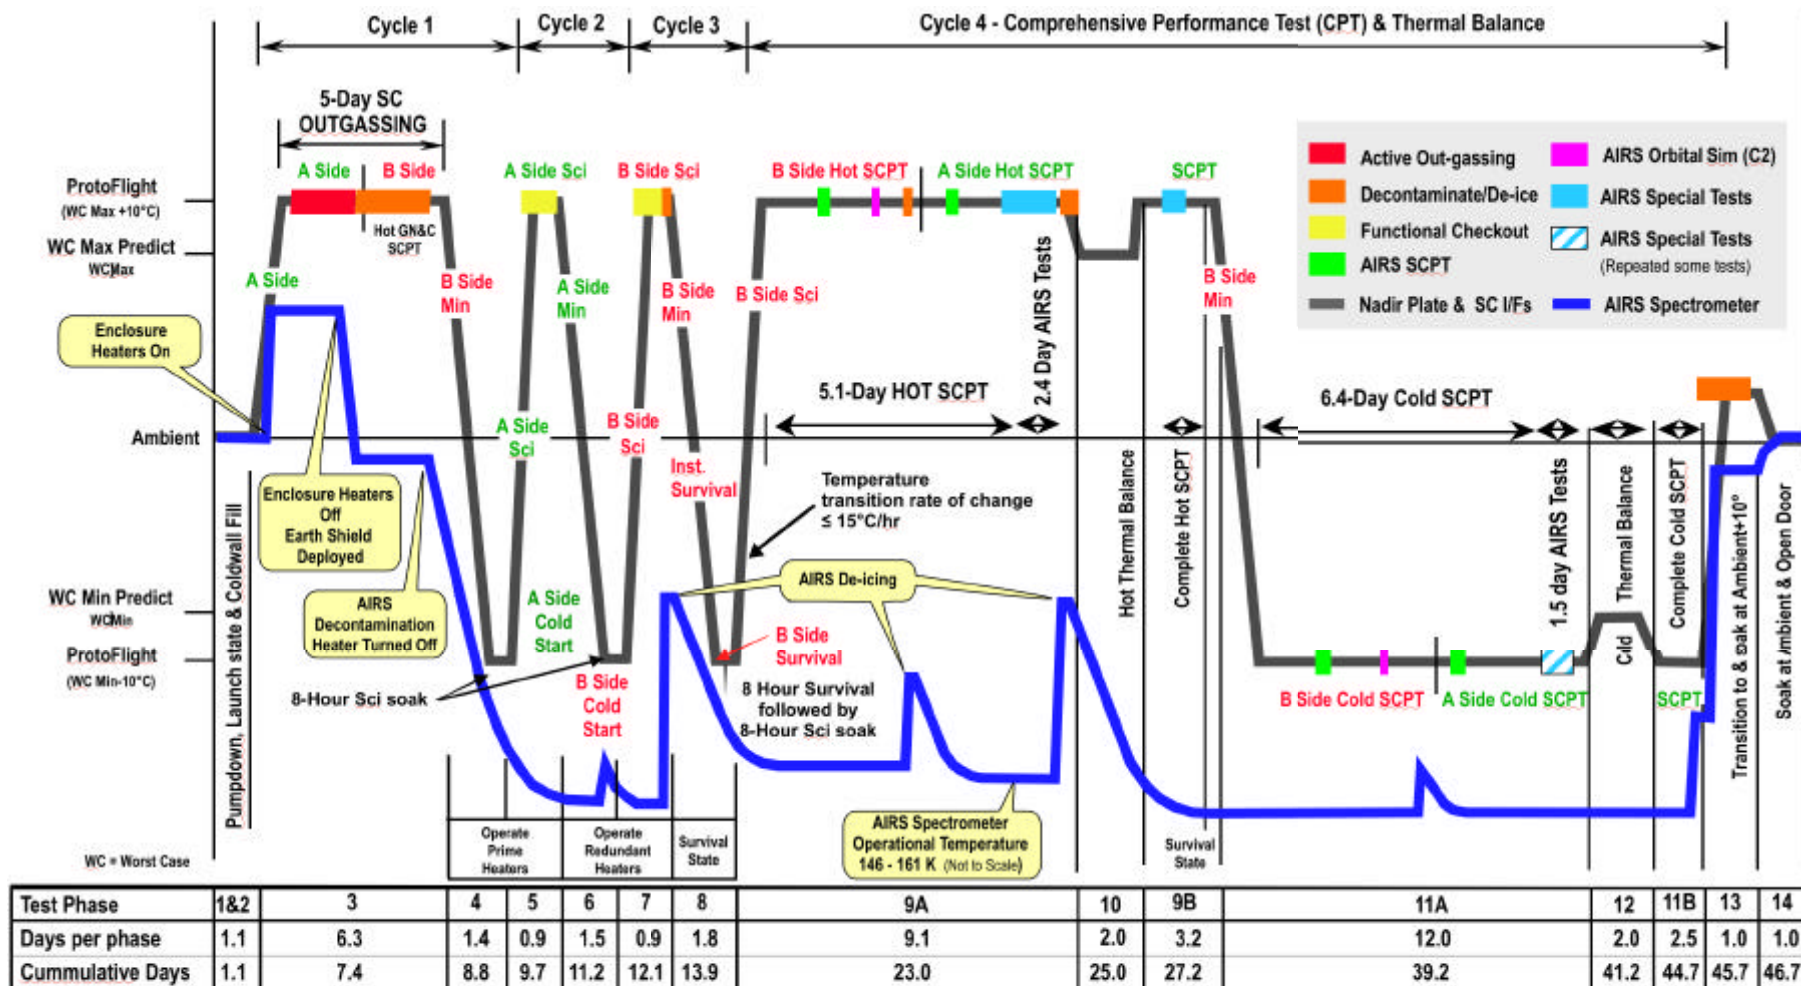 Cycle 1
Cycle 2
Cycle 3
Cycle 4 - Comprehensive Performance Test (CPT) & Thermal Balance
5-Day SC
OUTGASSING
A Side
B Side
A Side Sci
B Side Sci
B Side Hot SCPT
A Side Hot SCPT
SCPT
Active Out-gassing
Decontaminate/De-ice
Functional Checkout
AIRS SCPT
Nadir Plate & SC I/Fs
AIRS Orbital Sim (C2)
AIRS Special Tests
AIRS Special Tests
(Repeated some tests)
AIRS Spectrometer
ProtoFlight
(WC Max +10°C)
WC Max Predict
WC Max
Hot GN&C
SCPT
A Side
B Side
Min
A Side
Min
B Side
Min
B Side Sci
2.4 Day AIRS Tests
B Side
Min
Enclosure
Heaters On
5.1-Day HOT SCPT
6.4-Day Cold SCPT
Ambient
A Side
Sci
B Side
Sci
Inst.
Survival
Temperature
transition rate of change
≤ 15°C/hr
Enclosure Heaters
Off
Earth Shield
Deployed
AIRS
Decontamination
Heater Turned Off
AIRS De-icing
A Side
Cold
Start
B Side
Survival
WC Min Predict
WC Min
ProtoFlight
(WC Min-10°C)
8-Hour Sci soak
B Side
Cold
Start
8 Hour Survival
followed by
8-Hour Sci soak
Pumpdown, Launch state & Coldwall Fill
Hot Thermal Balance
Complete Hot SCPT
1.5 day AIRS Tests
Thermal Balance
Complete Cold SCPT
Transition to & soak at Ambient+10°
Soak at Ambient & Open Door
B Side Cold SCPT
A Side Cold SCPT
SCPT
AIRS Spectrometer
Operational Temperature
146 - 161 K (Not to Scale)
Operate
Prime
Heaters
Operate
Redundant
Heaters
Survival
State
Survival
State
WC = Worst Case
Test Phase 1&2 3 4 5 6 7 8 9A 10 9B 11A 12 11B 13 14
Days per phase 1.1 6.3 1.4 0.9 1.5 0.9 1.8 9.1 2.0 3.2 12.0 2.0 2.5 1.0 1.0
Cummulative Days 1.1 7.4 8.8 9.7 11.2 12.1 13.9 23.0 25.0 27.2 39.2 41.2 44.7 45.7 46.7